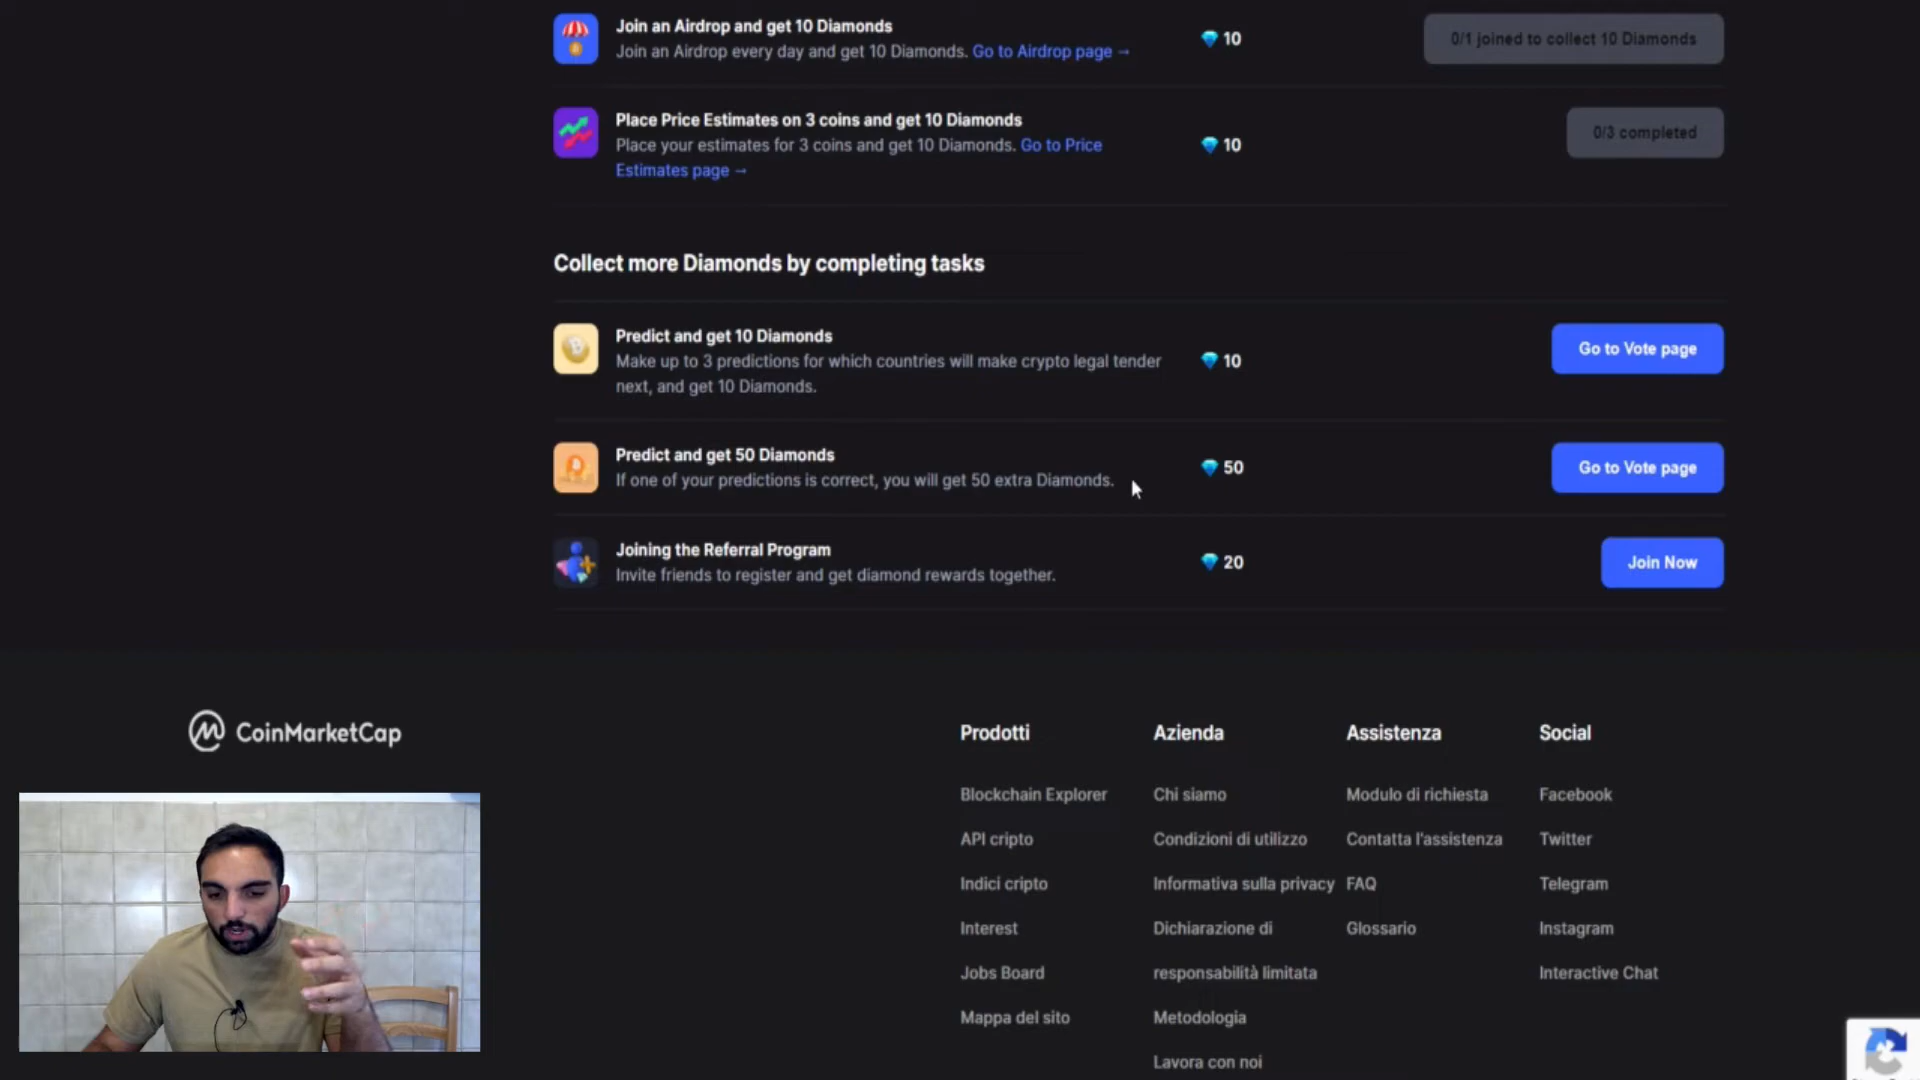 Join an Airdrop and get 10 Diamonds
Join an Airdrop every day and get 10 Diamonds. Go to Airdrop page →
10
0/1 joined to collect 10 Diamonds
Place Price Estimates on 3 coins and get 10 Diamonds
Place your estimates for 3 coins and get 10 Diamonds. Go to Price
Estimates page →
10
0/3 completed
Collect more Diamonds by completing tasks
Predict and get 10 Diamonds
Make up to 3 predictions for which countries will make crypto legal tender
next, and get 10 Diamonds.
10
Go to Vote page
Predict and get 50 Diamonds
If one of your predictions is correct, you will get 50 extra Diamonds.
50
Go to Vote page
Joining the Referral Program
Invite friends to register and get diamond rewards together.
20
Join Now
CoinMarketCap
Prodotti
Blockchain Explorer
API cripto
Indici cripto
Interest
Jobs Board
Mappa del sito
Azienda
Chi siamo
Condizioni di utilizzo
Informativa sulla privacy
Dichiarazione di
responsabilità limitata
Metodologia
Lavora con noi
Assistenza
Modulo di richiesta
Contatta l'assistenza
FAQ
Glossario
Social
Facebook
Twitter
Telegram
Instagram
Interactive Chat